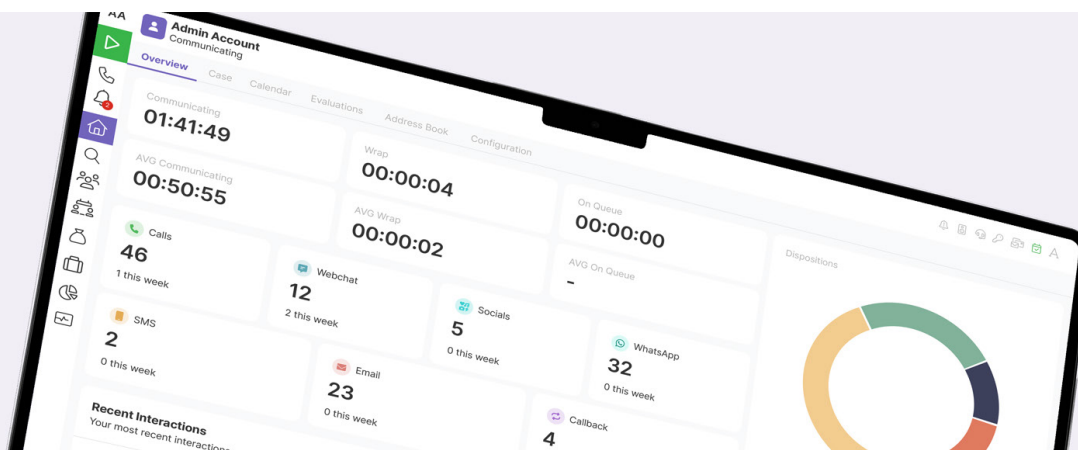 AA
Admin Account
Communicating
Overview
Case
Calendar
Evaluations
Address Book
Configuration
2
Communicating
01:41:49
Wrap
00:00:04
On Queue
00:00:00
Dispositions
AVG Communicating
00:50:55
AVG Wrap
00:00:02
AVG On Queue
-
Calls
46
1 this week
Webchat
12
2 this week
Socials
5
0 this week
WhatsApp
32
0 this week
SMS
2
0 this week
Email
23
0 this week
Callback
4
Recent Interactions
Your most recent interactions